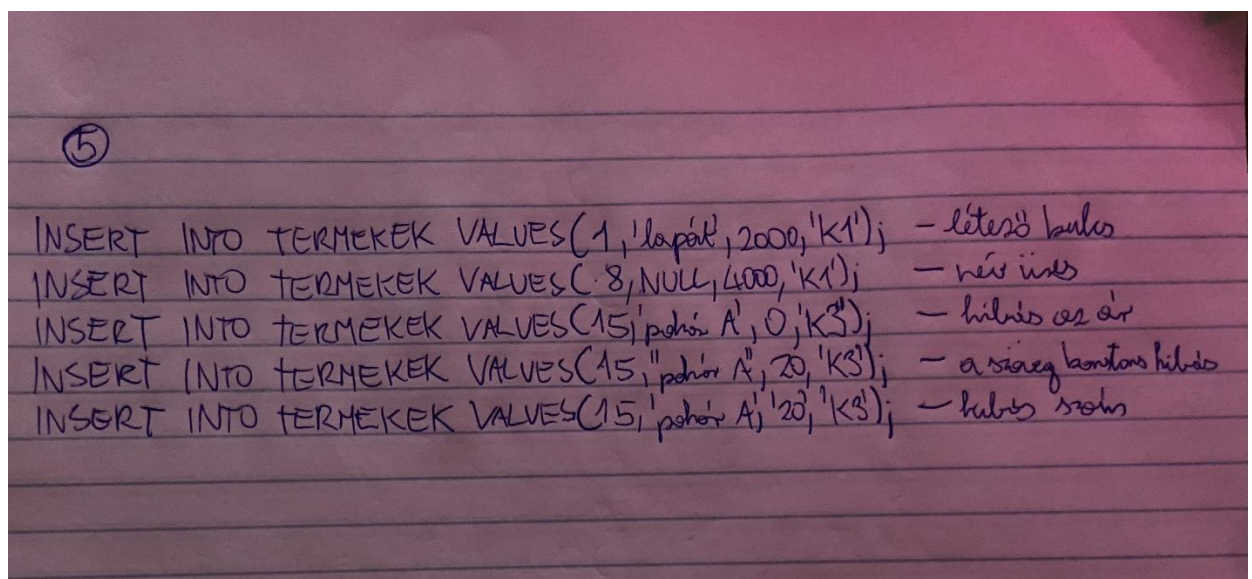 5
INSERT INTO TERMEKEK VALUES(1,'lapát', 2000,'K1'); - létező kulcs
INSERT INTO TERMEKEK VALUES(8, NULL, 4000,'K1'); - név üres
INSERT INTO TERMEKEK VALUES(15,'pohár A', 0,'K3'); - hibás az ár
INSERT INTO TERMEKEK VALUES(15,"pohár A", 20,'K3'); - a szöveg konstans hibás
INSERT INTO TERMEKEK VALUES(15,'pohár A','20','K3'); - hibás szám